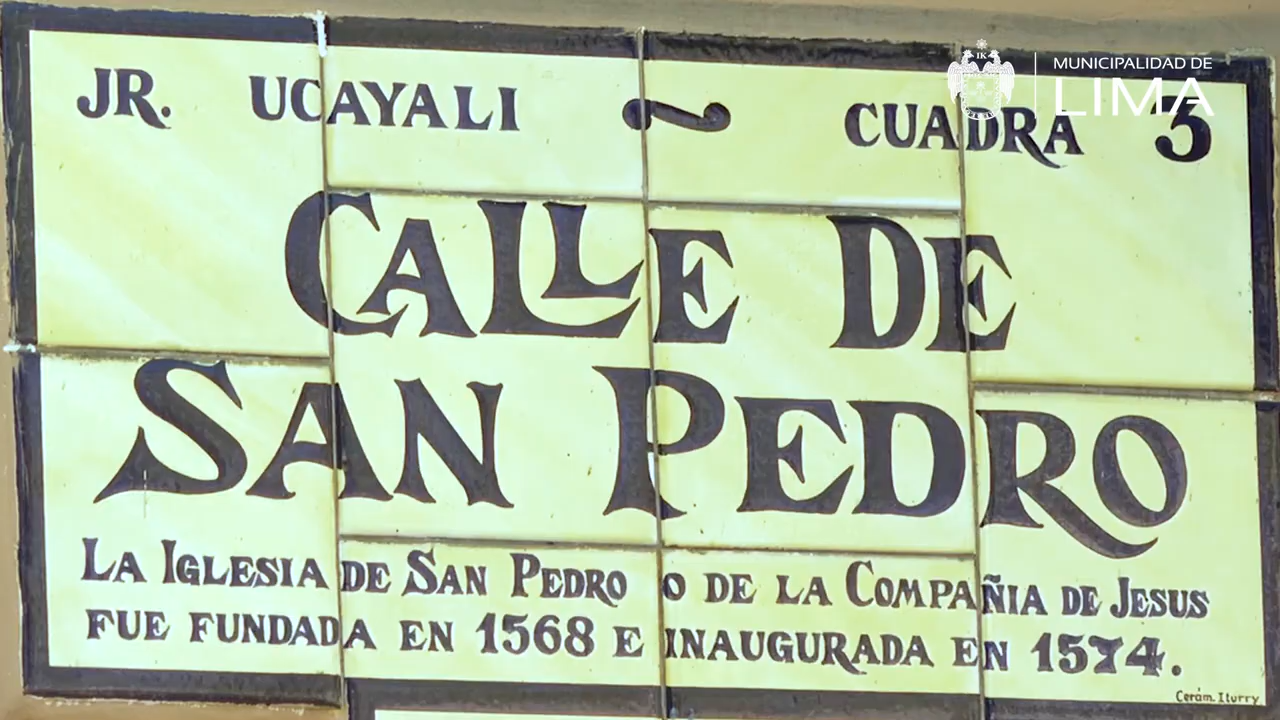 MUNICIPALIDAD DE
LIMA
JR. UCAYALI ~ CUADRA 3
CALLE DE
SAN PEDRO
LA IGLESIA DE SAN PEDRO O DE LA COMPAÑIA DE JESUS
FUE FUNDADA EN 1568 E INAUGURADA EN 1574.
Cerám. Iturry